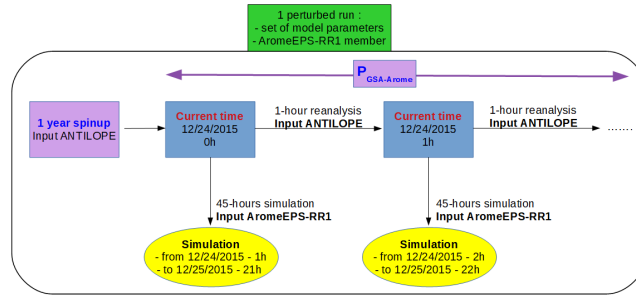 1 perturbed run :
- set of model parameters
- AromeEPS-RR1 member
P GSA-Arome
1 year spinup
Input ANTILOPE
Current time
12/24/2015
0h
1-hour reanalysis
Input ANTILOPE
Current time
12/24/2015
1h
1-hour reanalysis
Input ANTILOPE
.......
45-hours simulation
Input AromeEPS-RR1
45-hours simulation
Input AromeEPS-RR1
Simulation
- from 12/24/2015 - 1h
- to 12/25/2015 - 21h
Simulation
- from 12/24/2015 - 2h
- to 12/25/2015 - 22h